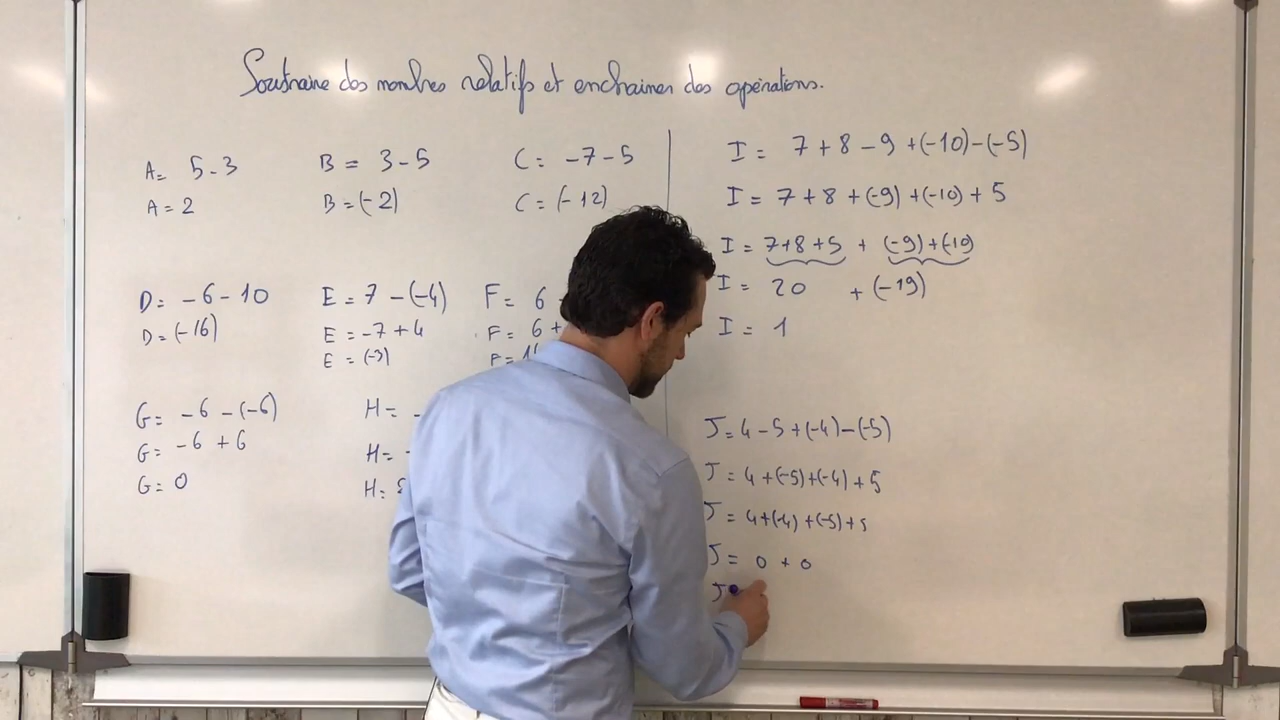 Soustraire des nombres relatifs et enchainer des opérations.
A= 5-3
A=2
B= 3-5
B=(-2)
C= -7-5
C=(-12)
D= -6-10
D=(-16)
E= 7-(-4)
E=-7+4
E=(-3)
F= 6
F= 6+
F=
G= -6-(-6)
G= -6+6
G= 0
H= -
H= -
H=
I= 7+8-9+(-10)-(-5)
I= 7+8+(-9)+(-10)+5
I= 7+8+5 + (-9)+(-10)
I= 20 +(-19)
I= 1
J=4-5+(-4)-(-5)
J=4+(-5)+(-4)+5
J=4+(-4)+(-5)+5
J= 0+0
J